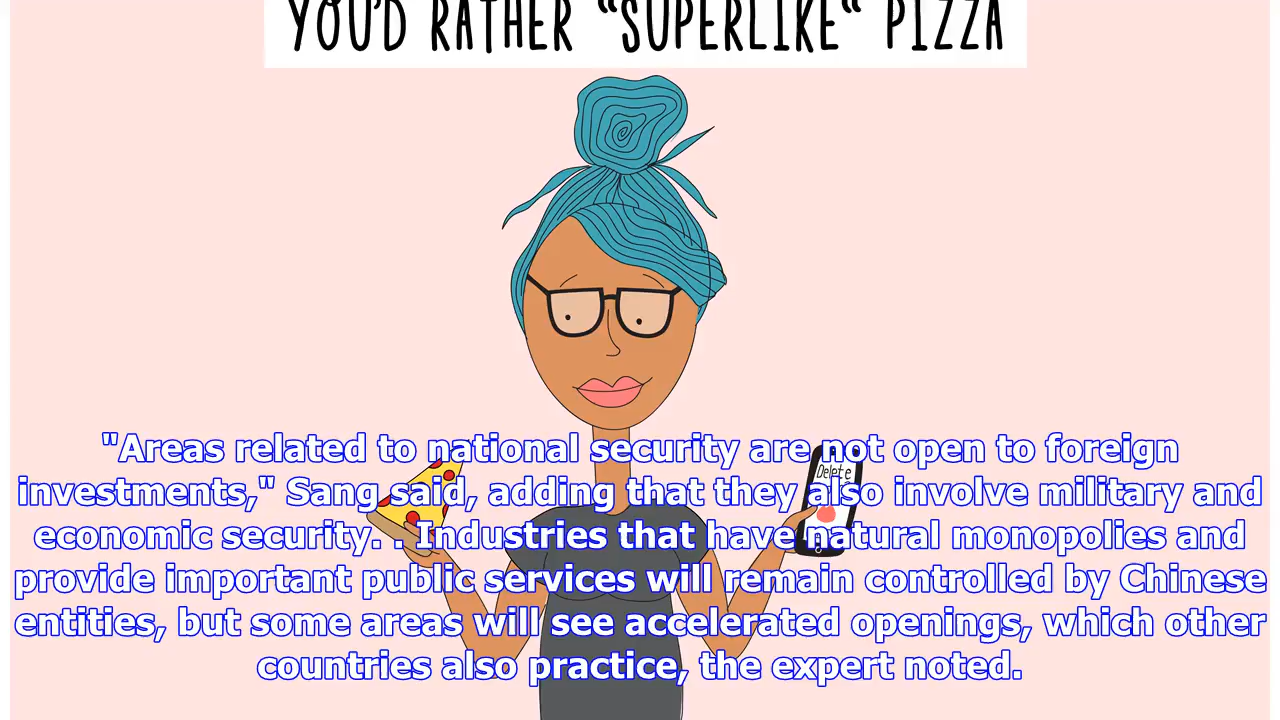 YOU'D RATHER "SUPERLIKE" PIZZA
"Areas related to national security are not open to foreign
investments," Sang said, adding that they also involve military and
economic security. . Industries that have natural monopolies and
provide important public services will remain controlled by Chinese
entities, but some areas will see accelerated openings, which other
countries also practice, the expert noted.
Delete